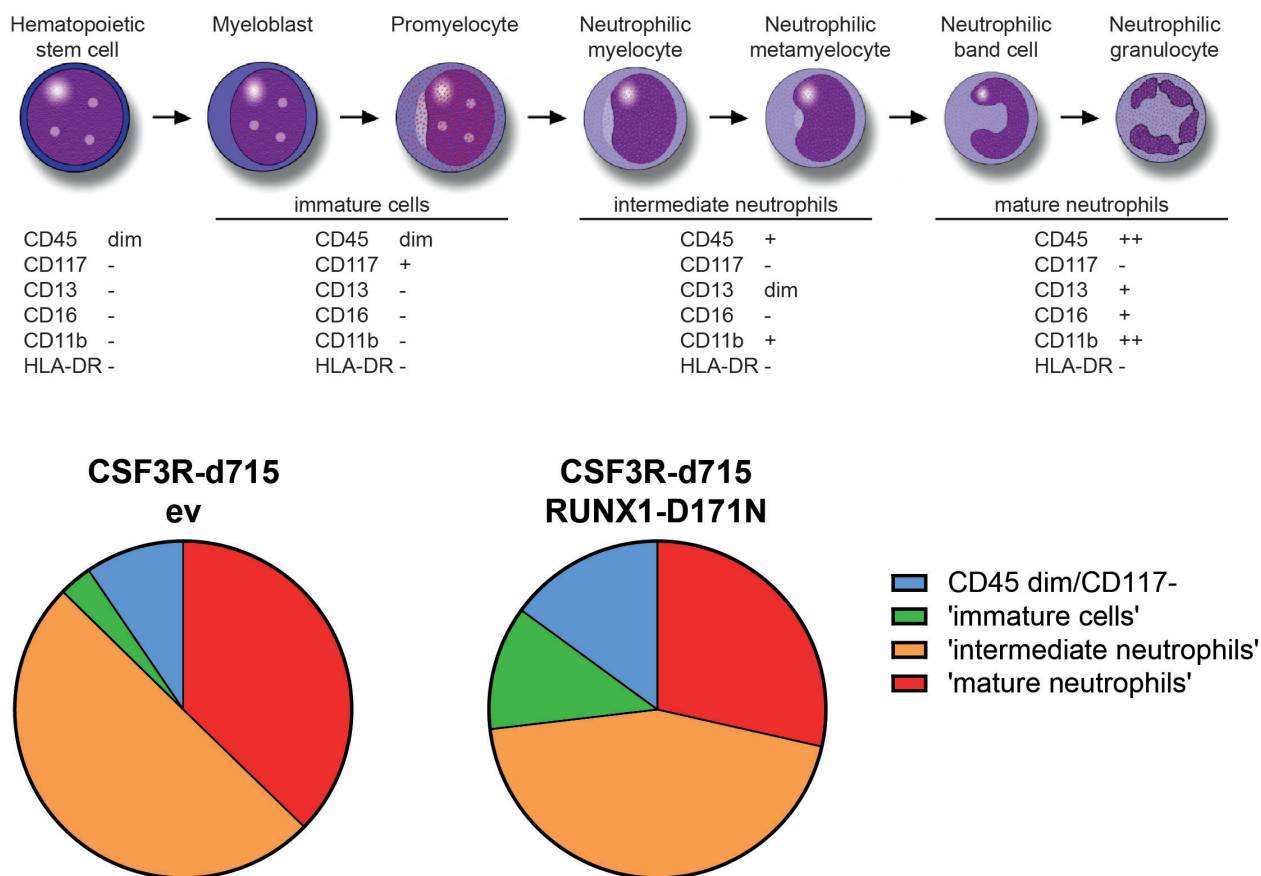 Hematopoietic
stem cell
Myeloblast
Promyelocyte
Neutrophilic
myelocyte
Neutrophilic
metamyelocyte
Neutrophilic
band cell
Neutrophilic
granulocyte
immature cells
intermediate neutrophils
mature neutrophils
CD45 dim
CD117 -
CD13 -
CD16 -
CD11b -
HLA-DR -
CD45 dim
CD117 +
CD13 -
CD16 -
CD11b -
HLA-DR -
CD45 +
CD117 -
CD13 dim
CD16 -
CD11b +
HLA-DR -
CD45 ++
CD117 -
CD13 +
CD16 +
CD11b ++
HLA-DR -
CSF3R-d715
ev
CSF3R-d715
RUNX1-D171N
CD45 dim/CD117-
'immature cells'
'intermediate neutrophils'
'mature neutrophils'